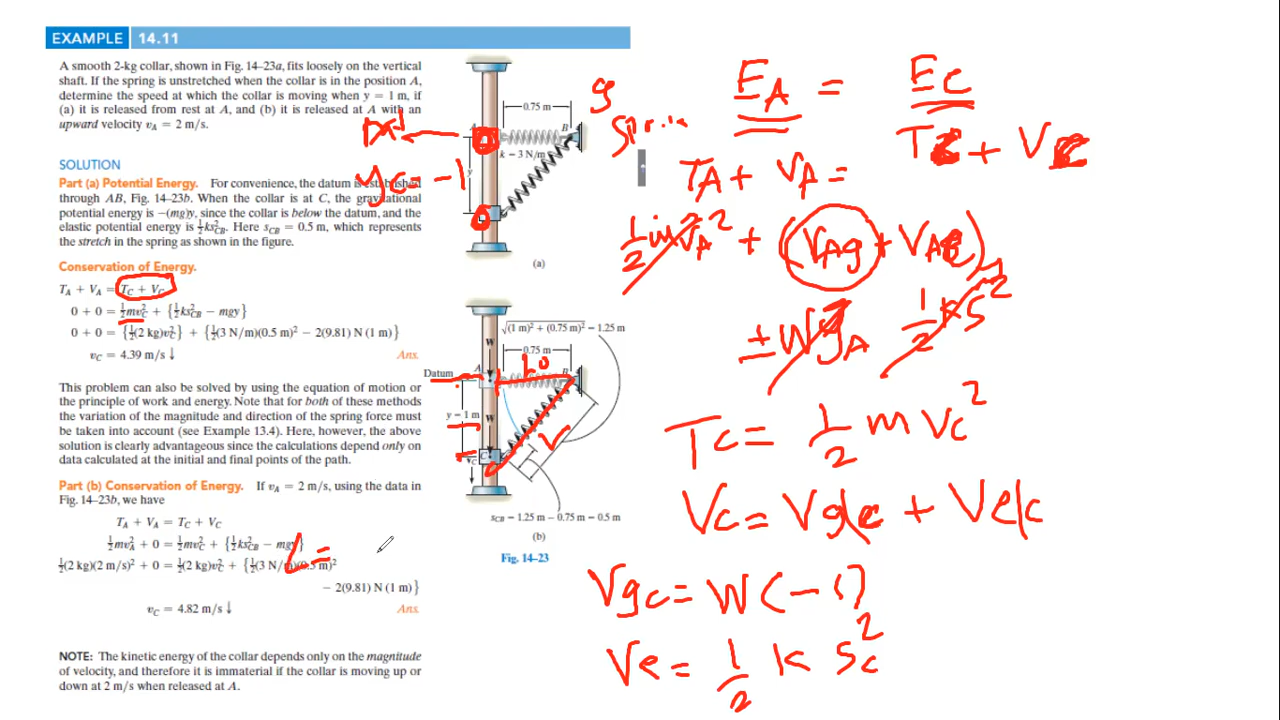 EXAMPLE 14.11
A smooth 2-kg collar, shown in Fig. 14–23a, fits loosely on the vertical
shaft. If the spring is unstretched when the collar is in the position A,
determine the speed at which the collar is moving when y = 1 m, if
(a) it is released from rest at A, and (b) it is released at A with an
upward velocity vA = 2 m/s.
SOLUTION
Part (a) Potential Energy. For convenience, the datum is established
through AB, Fig. 14–23b. When the collar is at C, the gravitational
potential energy is −(mg)y, since the collar is below the datum, and the
elastic potential energy is ½ks²CB. Here sCB = 0.5 m, which represents
the stretch in the spring as shown in the figure.
Conservation of Energy.
TA + VA = TC + VC
0 + 0 = ½mv²C + {½ks²CB − mgy}
0 + 0 = {½(2 kg)v²C} + {½(3 N/m)(0.5 m)² − 2(9.81) N (1 m)}
vC = 4.39 m/s ↓ Ans.
This problem can also be solved by using the equation of motion or
the principle of work and energy. Note that for both of these methods
the variation of the magnitude and direction of the spring force must
be taken into account (see Example 13.4). Here, however, the above
solution is clearly advantageous since the calculations depend only on
data calculated at the initial and final points of the path.
Part (b) Conservation of Energy. If vA = 2 m/s, using the data in
Fig. 14–23b, we have
TA + VA = TC + VC
½mv²A + 0 = ½mv²C + {½ks²CB − mgy}
½(2 kg)(2 m/s)² + 0 = ½(2 kg)v²C + {½(3 N/m)(0.5 m)²
− 2(9.81) N (1 m)}
vC = 4.82 m/s ↓ Ans.
NOTE: The kinetic energy of the collar depends only on the magnitude
of velocity, and therefore it is immaterial if the collar is moving up or
down at 2 m/s when released at A.
0.75 m
A
B
k = 3 N/m
y
C
(a)
√(1 m)² + (0.75 m)² = 1.25 m
0.75 m
W
Datum
A
B
y = 1 m
W
C
vC
sCB = 1.25 m − 0.75 m = 0.5 m
(b)
Fig. 14–23
yc = −1
L0
L =
g
EA = EC
TC + VC
TA + VA =
½ m VA² + (VAg + VAe)
± W yA ½ K S²
TC = ½ m VC²
VC = Vgc + Vec
Vgc = W (−1)
Ve = ½ K Sc²